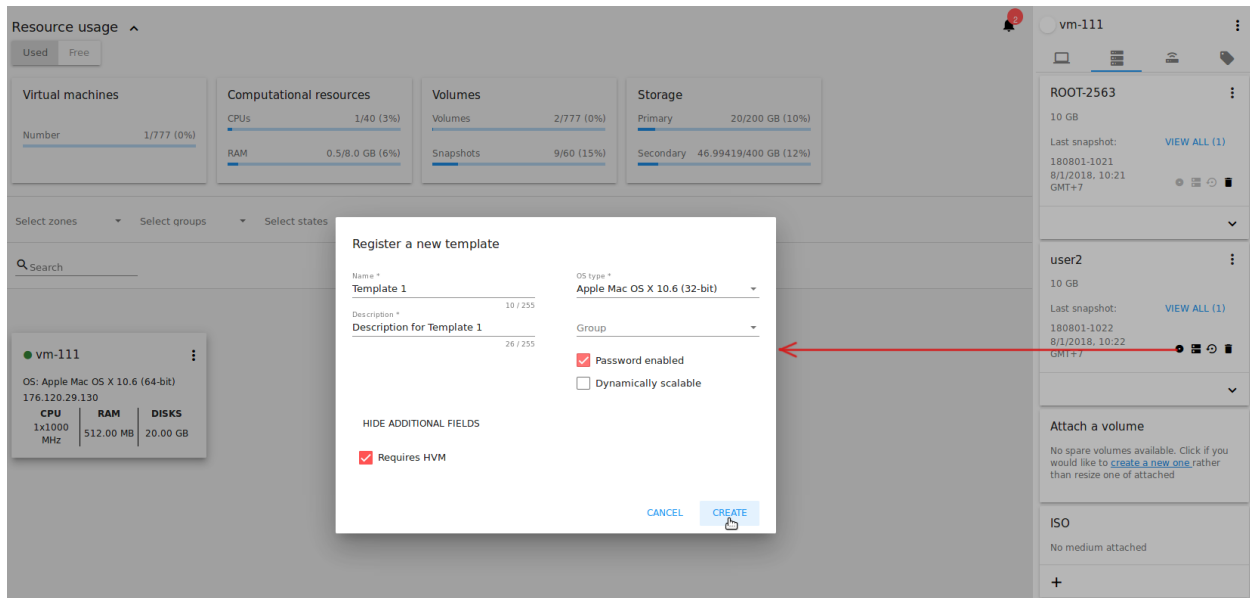 Resource usage
2
Used Free
Virtual machines
Number 1/777 (0%)
Computational resources
CPUs 1/40 (3%)
RAM 0.5/8.0 GB (6%)
Volumes
Volumes 2/777 (0%)
Snapshots 9/60 (15%)
Storage
Primary 20/200 GB (10%)
Secondary 46.99419/400 GB (12%)
Select zones Select groups Select states
Search
vm-111
OS: Apple Mac OS X 10.6 (64-bit)
176.120.29.130
CPU RAM DISKS
1x1000 MHz 512.00 MB 20.00 GB
Register a new template
Name *
Template 1
10 / 255
Description *
Description for Template 1
26 / 255
OS type *
Apple Mac OS X 10.6 (32-bit)
Group
Password enabled
Dynamically scalable
HIDE ADDITIONAL FIELDS
Requires HVM
CANCEL CREATE
vm-111
ROOT-2563
10 GB
Last snapshot: VIEW ALL (1)
180801-1021
8/1/2018, 10:21
GMT+7
user2
10 GB
Last snapshot: VIEW ALL (1)
180801-1022
8/1/2018, 10:22
GMT+7
Attach a volume
No spare volumes available. Click if you
would like to create a new one rather
than resize one of attached
ISO
No medium attached
+